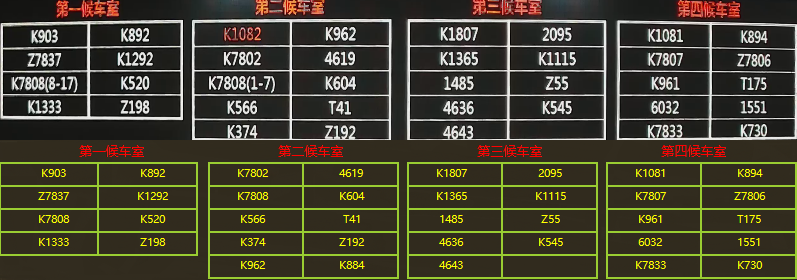 第一候车室 第二候车室 第三候车室 第四候车室
K903 K892 K1082 K962 K1807 2095 K1081 K894
Z7837 K1292 K7802 4619 K1365 K1115 K7807 Z7806
K7808(8-17) K520 K7808(1-7) K604 1485 Z55 K961 T175
K1333 Z198 K566 T41 4636 K545 6032 1551
K374 Z192 4643 K7833 K730
第一候车室 第二候车室 第三候车室 第四候车室
K903 K892 K7802 4619 K1807 2095 K1081 K894
Z7837 K1292 K7808 K604 K1365 K1115 K7807 Z7806
K7808 K520 K566 T41 1485 Z55 K961 T175
K1333 Z198 K374 Z192 4636 K545 6032 1551
K962 K884 4643 K7833 K730